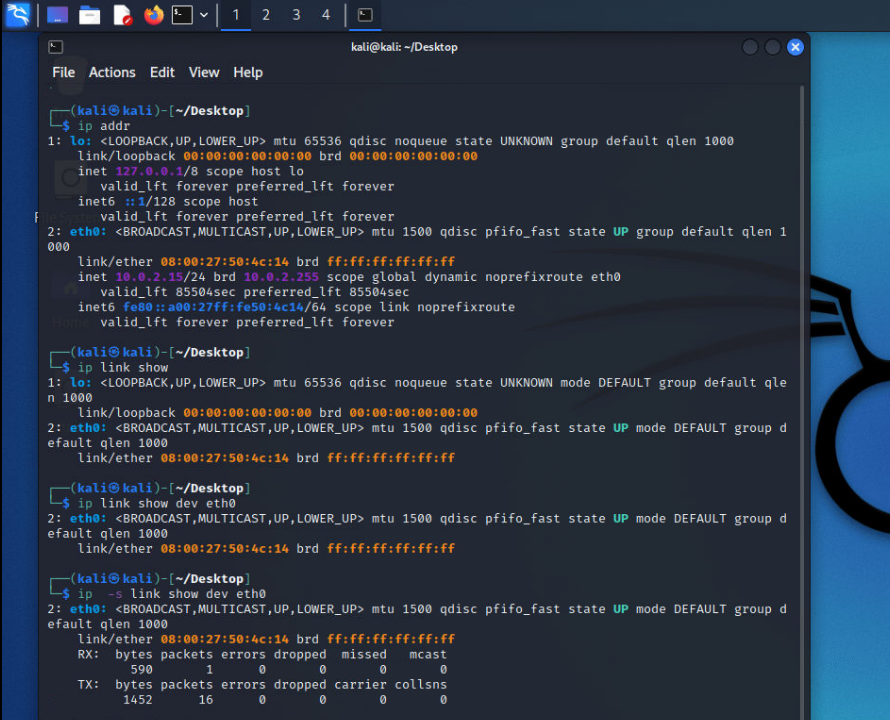 1 2 3 4
kali@kali: ~/Desktop
File Actions Edit View Help
┌──(kali㉿kali)-[~/Desktop]
└─$ ip addr
1: lo: <LOOPBACK,UP,LOWER_UP> mtu 65536 qdisc noqueue state UNKNOWN group default qlen 1000
link/loopback 00:00:00:00:00:00 brd 00:00:00:00:00:00
inet 127.0.0.1/8 scope host lo
valid_lft forever preferred_lft forever
inet6 ::1/128 scope host
valid_lft forever preferred_lft forever
2: eth0: <BROADCAST,MULTICAST,UP,LOWER_UP> mtu 1500 qdisc pfifo_fast state UP group default qlen 1
000
link/ether 08:00:27:50:4c:14 brd ff:ff:ff:ff:ff:ff
inet 10.0.2.15/24 brd 10.0.2.255 scope global dynamic noprefixroute eth0
valid_lft 85504sec preferred_lft 85504sec
inet6 fe80::a00:27ff:fe50:4c14/64 scope link noprefixroute
valid_lft forever preferred_lft forever
┌──(kali㉿kali)-[~/Desktop]
└─$ ip link show
1: lo: <LOOPBACK,UP,LOWER_UP> mtu 65536 qdisc noqueue state UNKNOWN mode DEFAULT group default qle
n 1000
link/loopback 00:00:00:00:00:00 brd 00:00:00:00:00:00
2: eth0: <BROADCAST,MULTICAST,UP,LOWER_UP> mtu 1500 qdisc pfifo_fast state UP mode DEFAULT group d
efault qlen 1000
link/ether 08:00:27:50:4c:14 brd ff:ff:ff:ff:ff:ff
┌──(kali㉿kali)-[~/Desktop]
└─$ ip link show dev eth0
2: eth0: <BROADCAST,MULTICAST,UP,LOWER_UP> mtu 1500 qdisc pfifo_fast state UP mode DEFAULT group d
efault qlen 1000
link/ether 08:00:27:50:4c:14 brd ff:ff:ff:ff:ff:ff
┌──(kali㉿kali)-[~/Desktop]
└─$ ip  -s link show dev eth0
2: eth0: <BROADCAST,MULTICAST,UP,LOWER_UP> mtu 1500 qdisc pfifo_fast state UP mode DEFAULT group d
efault qlen 1000
link/ether 08:00:27:50:4c:14 brd ff:ff:ff:ff:ff:ff
RX:  bytes packets errors dropped  missed   mcast
590       1      0       0       0       0
TX:  bytes packets errors dropped carrier collsns
1452      16      0       0       0       0